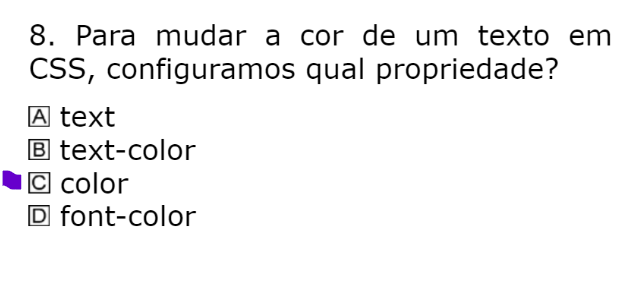 8. Para mudar a cor de um texto em
CSS, configuramos qual propriedade?
A text
B text-color
C color
D font-color